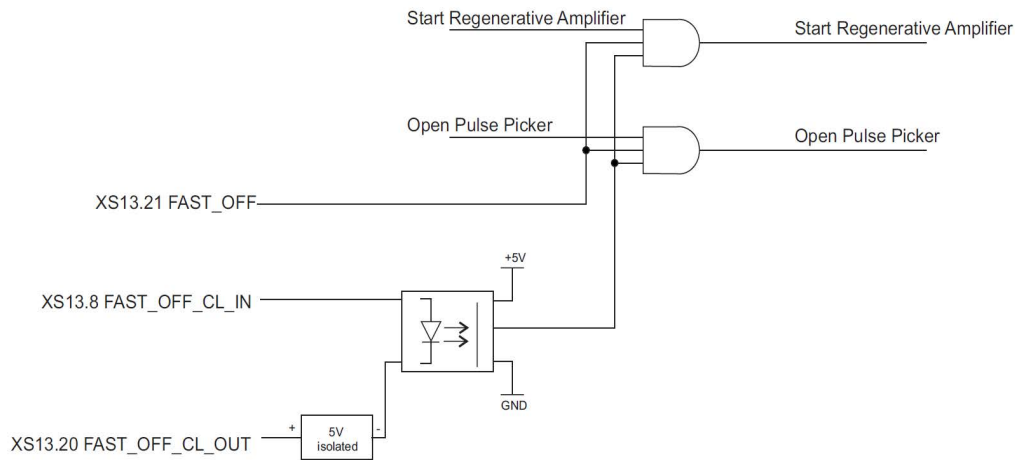 Start Regenerative Amplifier
Start Regenerative Amplifier
Open Pulse Picker
Open Pulse Picker
XS13.21 FAST_OFF
+5V
XS13.8 FAST_OFF_CL_IN
GND
+
5V
isolated
-
XS13.20 FAST_OFF_CL_OUT